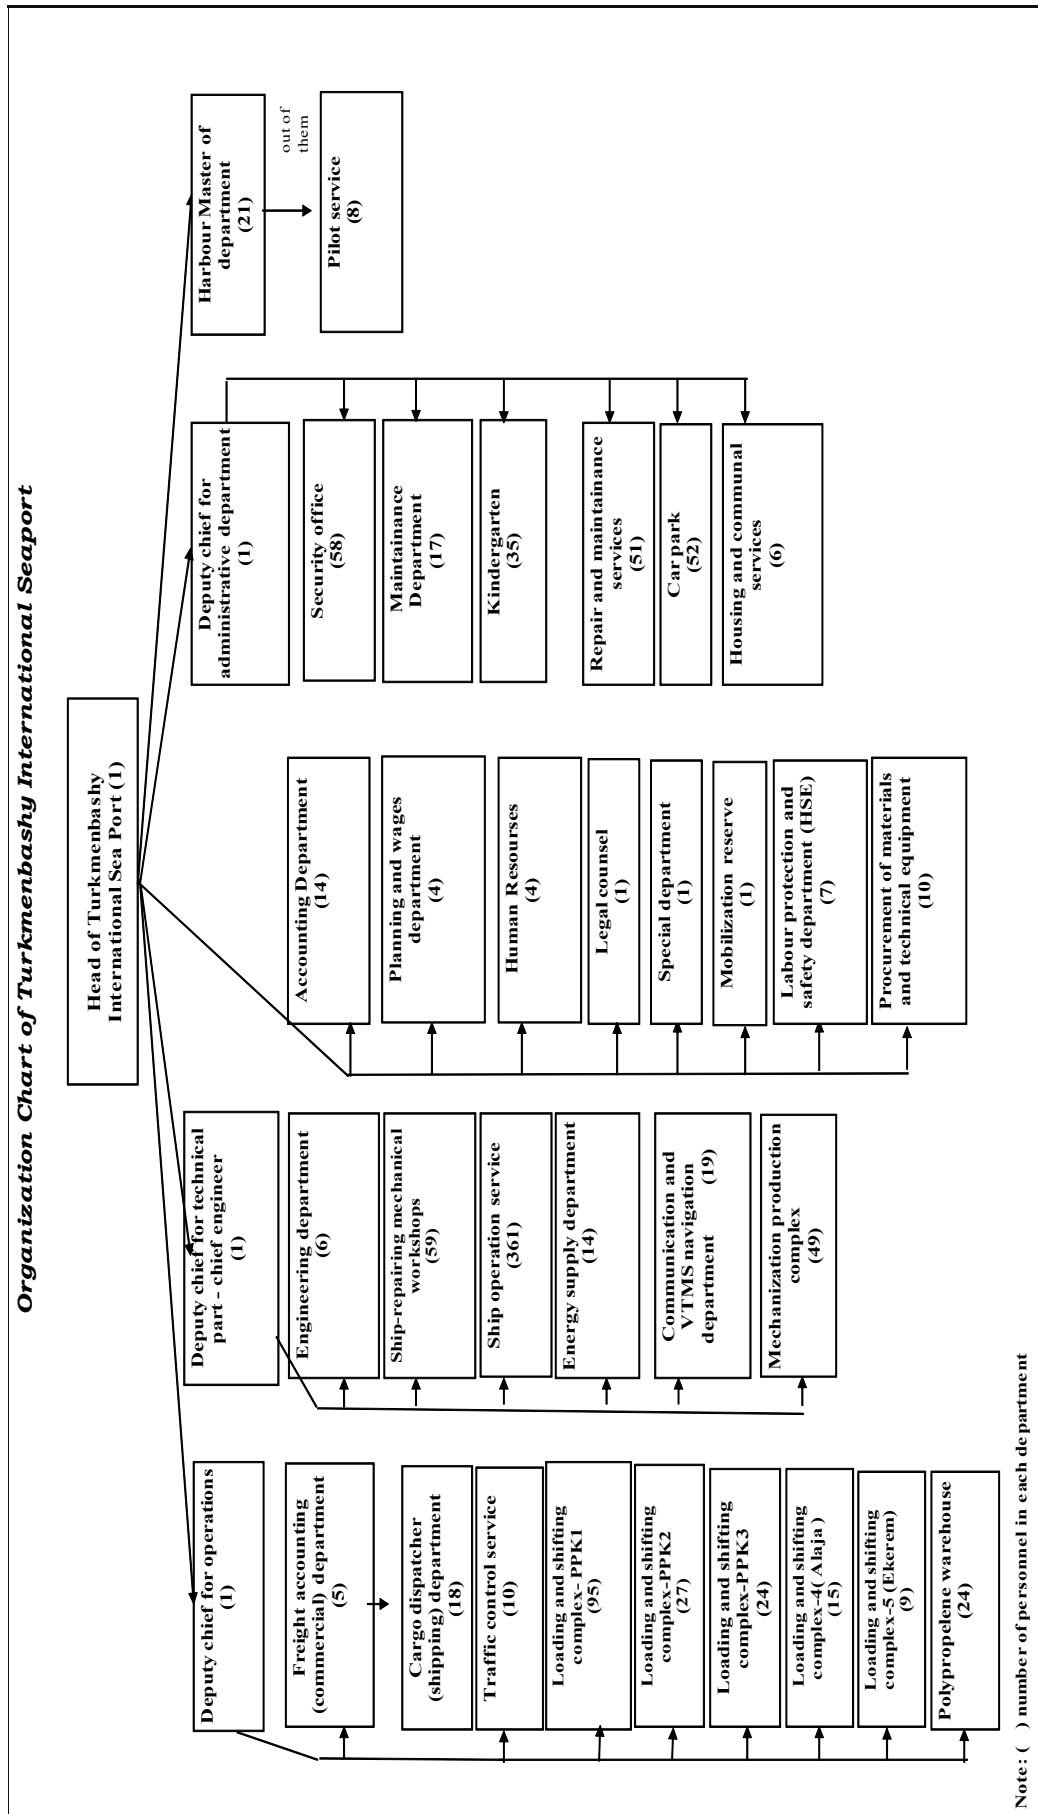 Organization Chart of Turkmenbashy International Seaport
Head of Turkmenbashy
International Sea Port (1)
Deputy chief for operations
(1)
Freight accounting
(commercial) department
(5)
Cargo dispatcher
(shipping) department
(18)
Traffic control service
(10)
Loading and shifting
complex-PPK1
(95)
Loading and shifting
complex-PPK2
(27)
Loading and shifting
complex-PPK3
(24)
Loading and shifting
complex-4( Alaja )
(15)
Loading and shifting
complex-5 (Ekerem)
(9)
Polypropelene warehouse
(24)
Deputy chief for technical
part - chief engineer
(1)
Engineering department
(6)
Ship-repairing mechanical
workshops
(59)
Ship operation service
(361)
Energy supply department
(14)
Communication and
VTMS navigation (19)
department
Mechanization production
complex
(49)
Accounting Department
(14)
Planning and wages
department
(4)
Human Resourses
(4)
Legal counsel
(1)
Special department
(1)
Mobilization reserve
(1)
Labour protection and
safety department (HSE)
(7)
Procurement of materials
and technical equipment
(10)
Deputy chief for
administrative department
(1)
Security office
(58)
Maintainance
Department
(17)
Kindergarten
(35)
Repair and maintainance
services
(51)
Car park
(52)
Housing and communal
services
(6)
Harbour Master of
department
(21)
out of
them
Pilot service
(8)
Note: ( ) number of personnel in each department